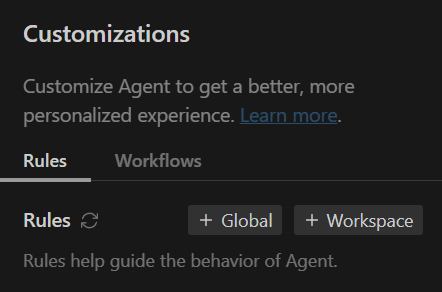 Customizations
Customize Agent to get a better, more
personalized experience. Learn more.
Rules Workflows
Rules + Global + Workspace
Rules help guide the behavior of Agent.